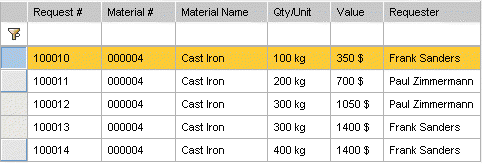 Request # Material # Material Name Qty/Unit Value Requester
100010 000004 Cast Iron 100 kg 350 $ Frank Sanders
100011 000004 Cast Iron 200 kg 700 $ Paul Zimmermann
100012 000004 Cast Iron 300 kg 1050 $ Paul Zimmermann
100013 000004 Cast Iron 300 kg 1400 $ Frank Sanders
100014 000004 Cast Iron 400 kg 1400 $ Frank Sanders